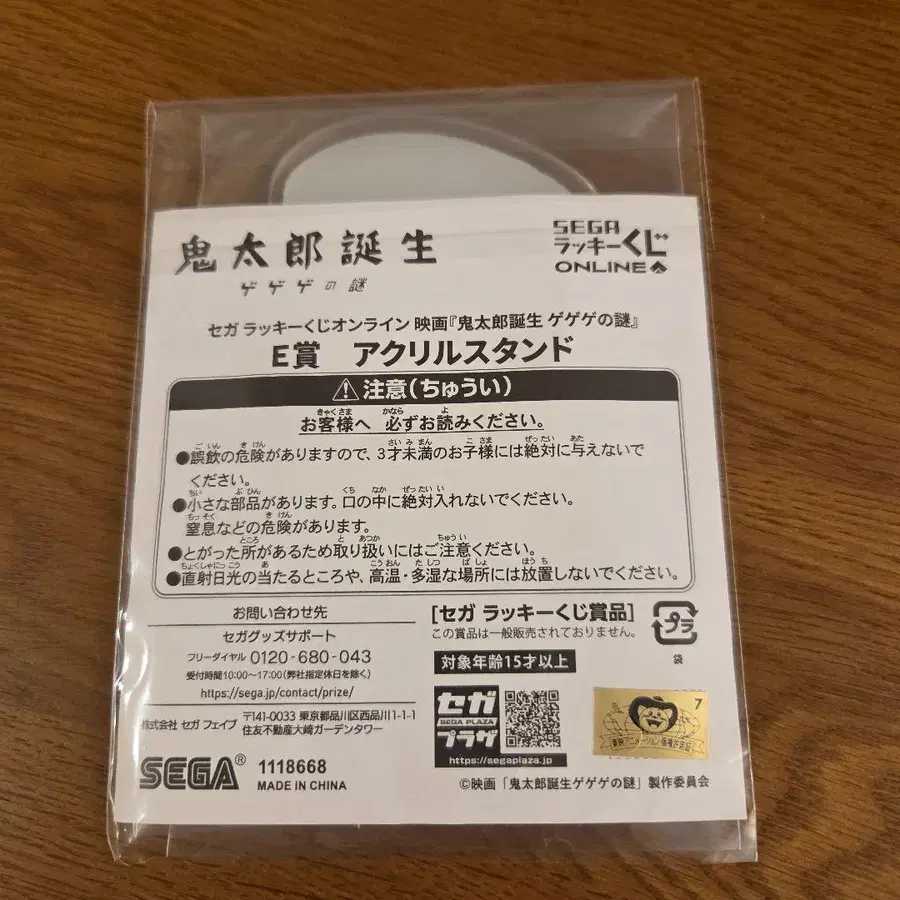 鬼太郎誕生
ゲゲゲの謎
SEGA
ラッキーくじ
ONLINE
セガ ラッキーくじオンライン 映画『鬼太郎誕生 ゲゲゲの謎』
E賞 アクリルスタンド
注意(ちゅうい)
お客様へ 必ずお読みください。
●誤飲の危険がありますので、3才未満のお子様には絶対に与えないで
ください。
●小さな部品があります。口の中に絶対入れないでください。
窒息などの危険があります。
●とがった所があるため取り扱いにはご注意ください。
●直射日光の当たるところや、高温・多湿な場所には放置しないでください。
お問い合わせ先
セガグッズサポート
フリーダイヤル 0120-680-043
受付時間10:00~17:00(弊社指定休日を除く)
https://sega.jp/contact/prize/
株式会社 セガ フェイブ
〒141-0033 東京都品川区西品川1-1-1
住友不動産大崎ガーデンタワー
SEGA® 1118668
MADE IN CHINA
[セガ ラッキーくじ賞品]
この賞品は一般販売されておりません。
プラ
袋
対象年齢15才以上
セガ
SEGA PLAZA
プラザ
https://segaplaza.jp
7
東映アニメーション版権許諾証
©映画「鬼太郎誕生ゲゲゲの謎」製作委員会